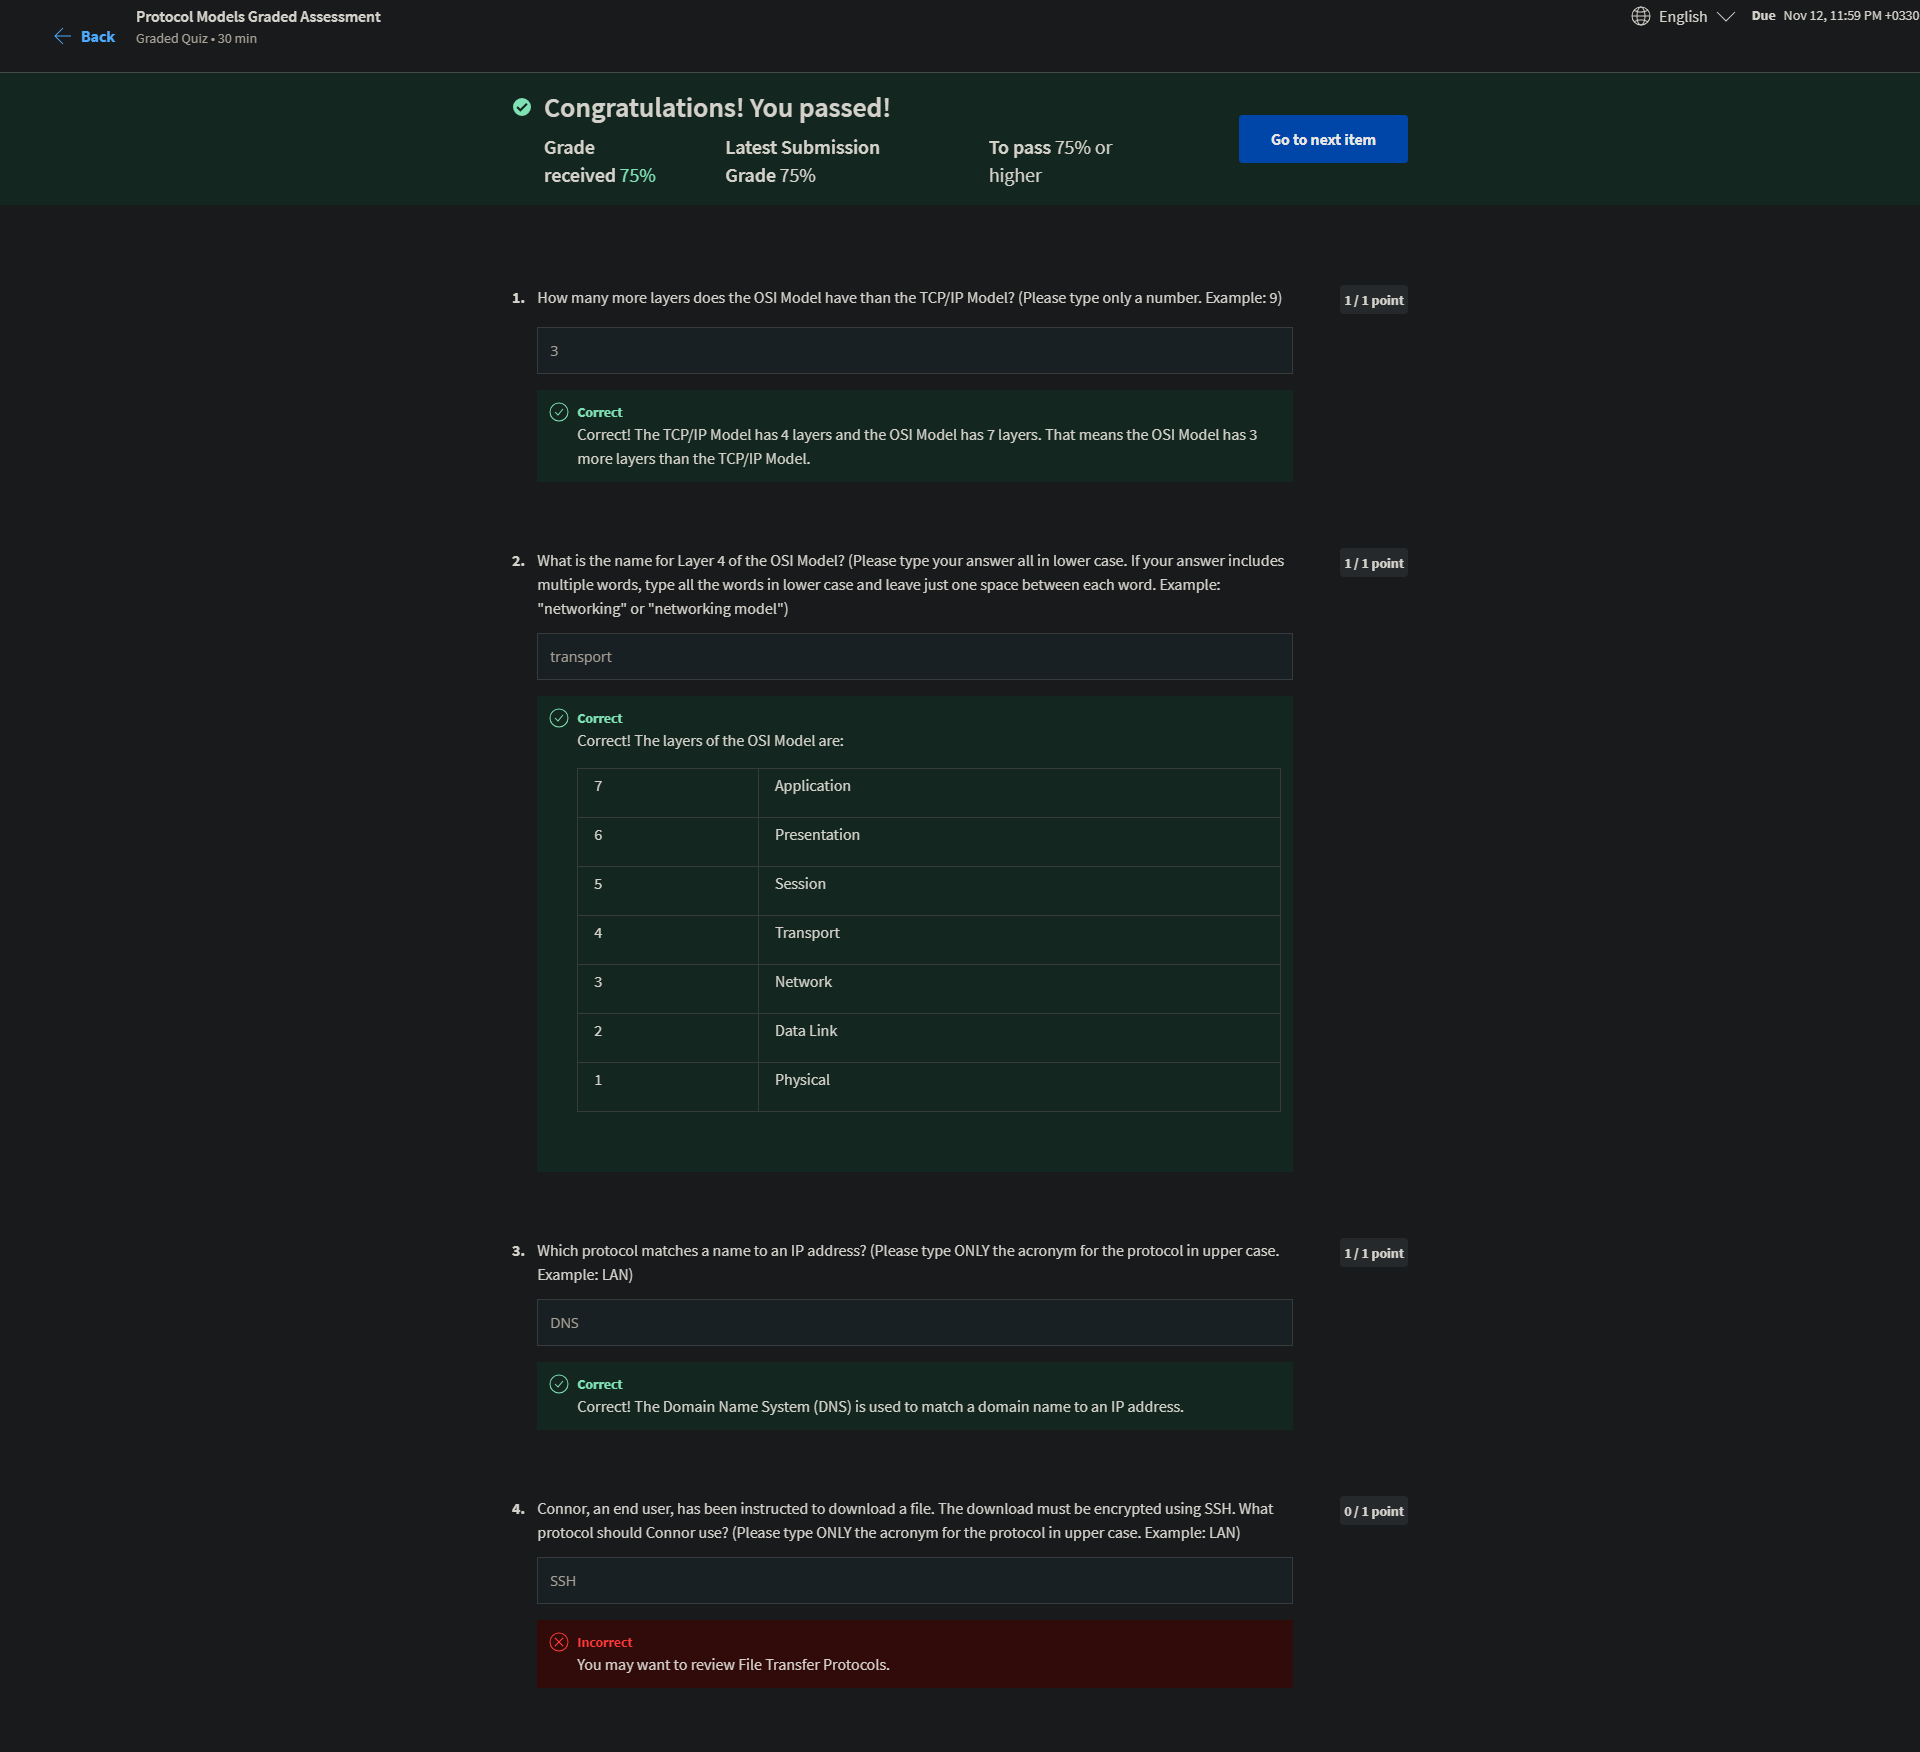 Back
Protocol Models Graded Assessment
Graded Quiz • 30 min
English
Due Nov 12, 11:59 PM +0330
Congratulations! You passed!
Grade
received 75%
Latest Submission
Grade 75%
To pass 75% or
higher
Go to next item
1. How many more layers does the OSI Model have than the TCP/IP Model? (Please type only a number. Example: 9)
1 / 1 point
3
Correct
Correct! The TCP/IP Model has 4 layers and the OSI Model has 7 layers. That means the OSI Model has 3
more layers than the TCP/IP Model.
2. What is the name for Layer 4 of the OSI Model? (Please type your answer all in lower case. If your answer includes
multiple words, type all the words in lower case and leave just one space between each word. Example:
"networking" or "networking model")
1 / 1 point
transport
Correct
Correct! The layers of the OSI Model are:
7 Application
6 Presentation
5 Session
4 Transport
3 Network
2 Data Link
1 Physical
3. Which protocol matches a name to an IP address? (Please type ONLY the acronym for the protocol in upper case.
Example: LAN)
1 / 1 point
DNS
Correct
Correct! The Domain Name System (DNS) is used to match a domain name to an IP address.
4. Connor, an end user, has been instructed to download a file. The download must be encrypted using SSH. What
protocol should Connor use? (Please type ONLY the acronym for the protocol in upper case. Example: LAN)
0 / 1 point
SSH
Incorrect
You may want to review File Transfer Protocols.